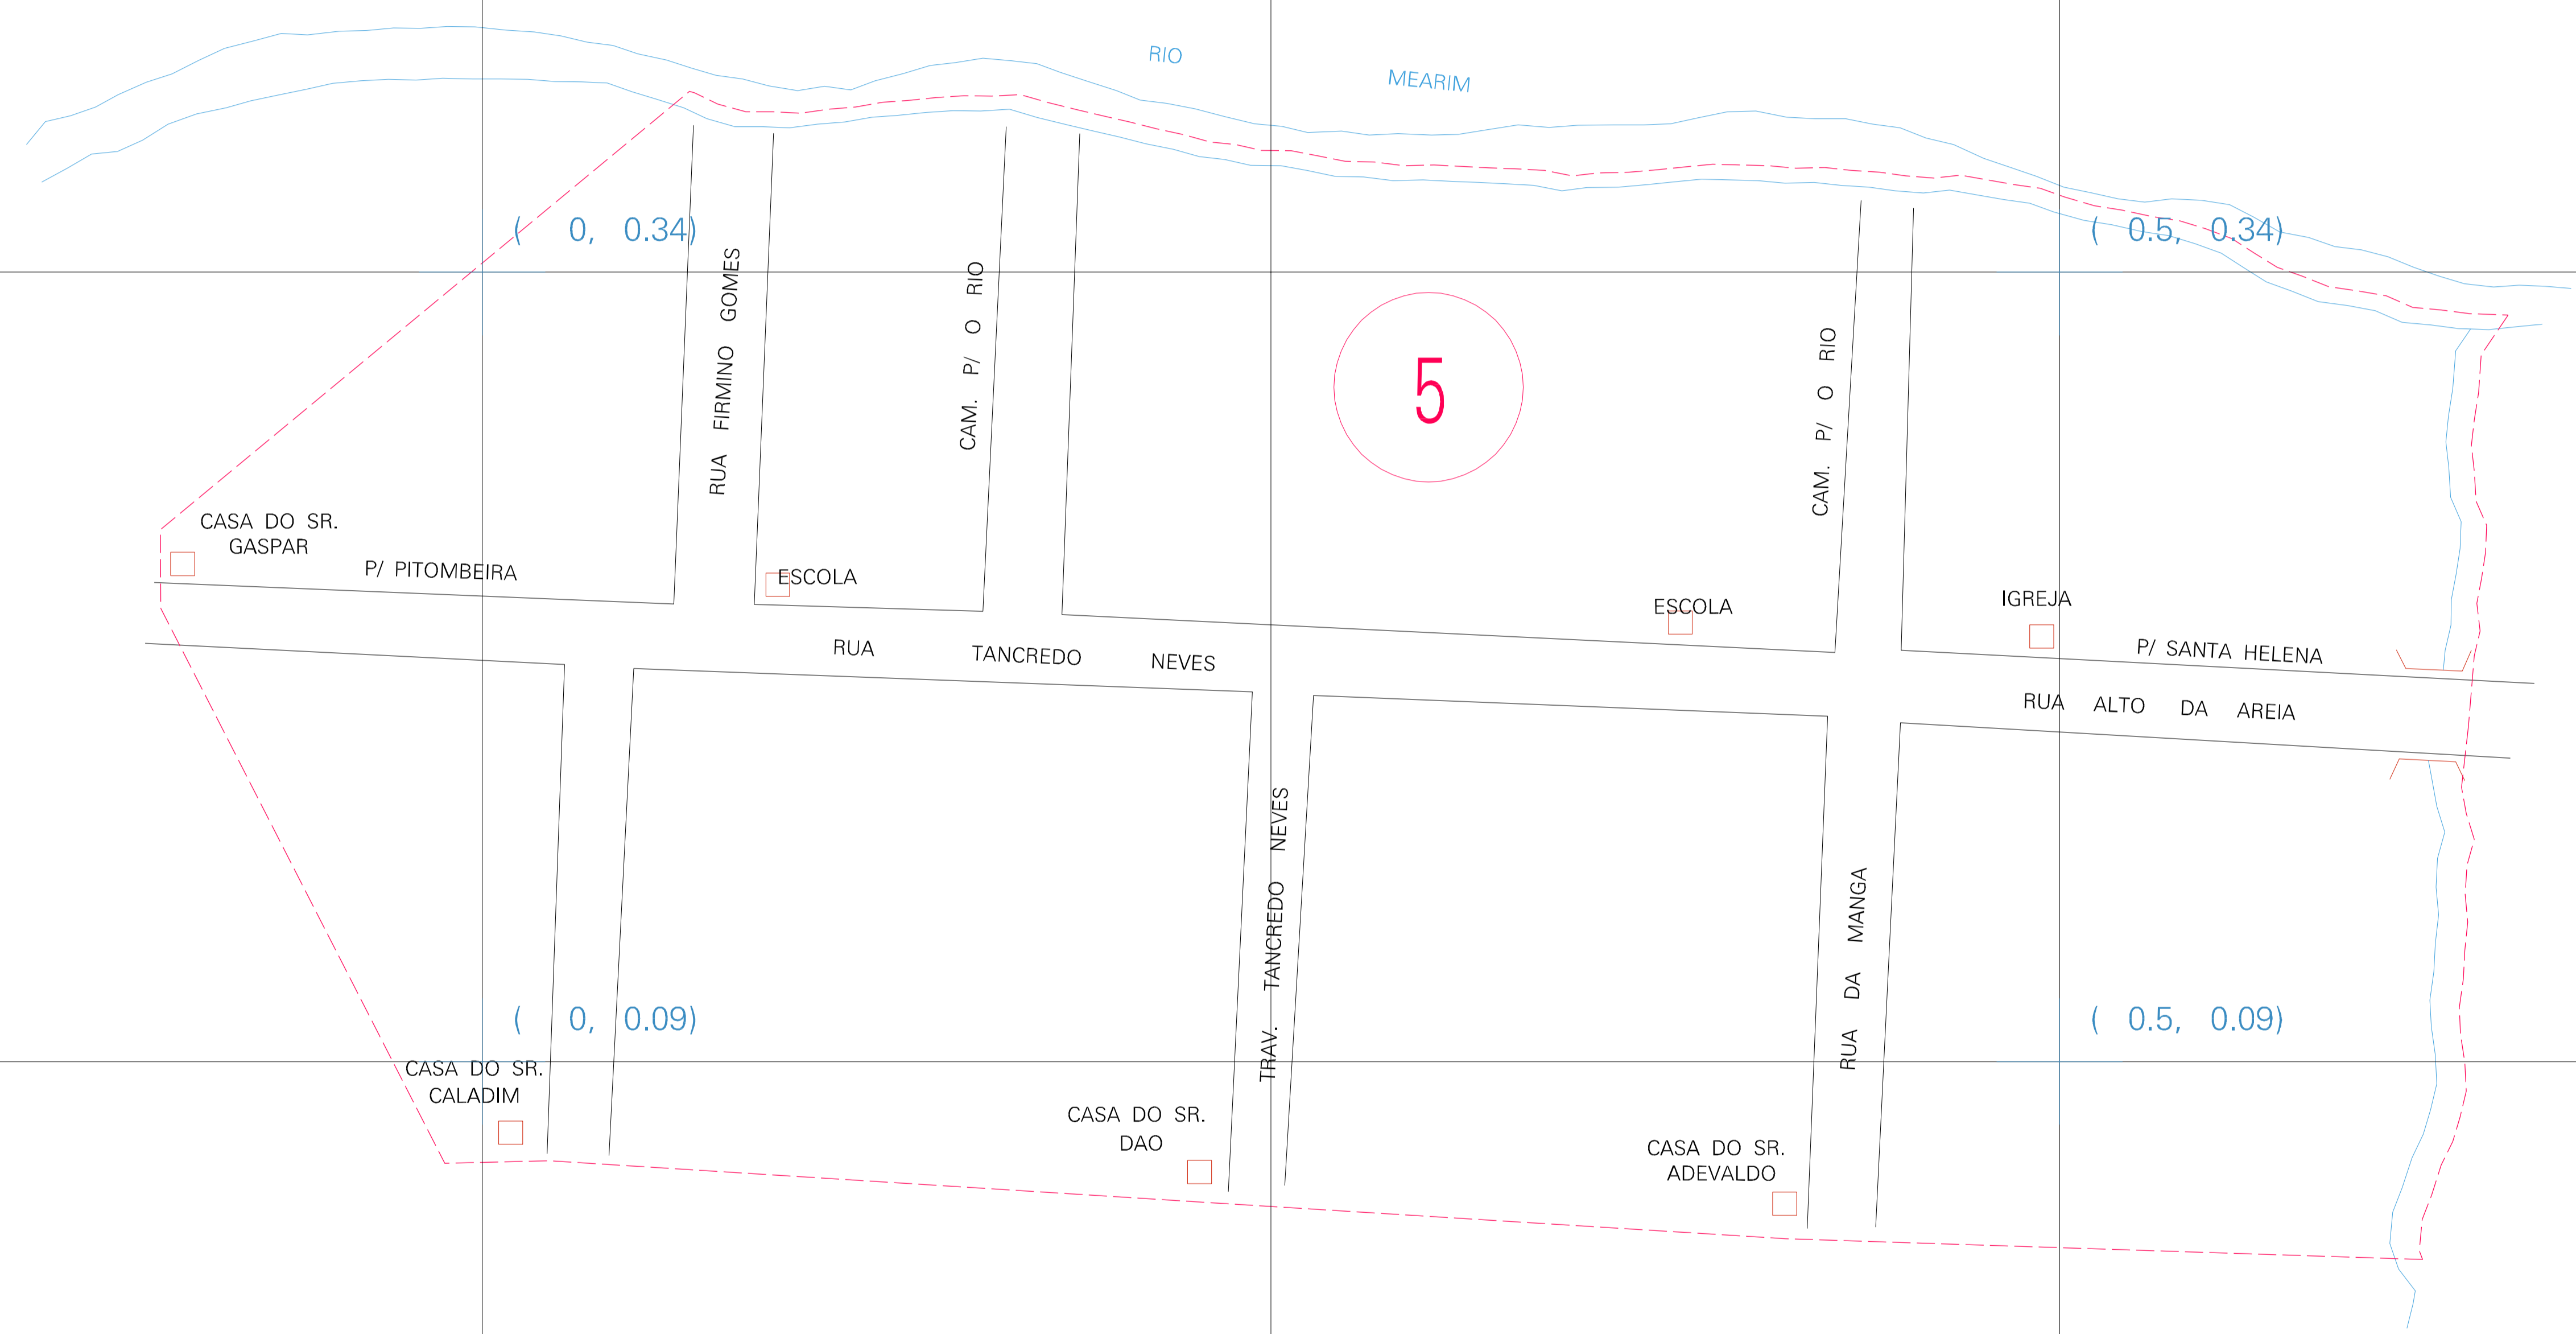 RIO MEARIM
( 0, 0.34)
( 0.5, 0.34)
RUA FIRMINO GOMES
CAM. P/ O RIO
5
CAM. P/ O RIO
CASA DO SR.
GASPAR
P/ PITOMBEIRA
ESCOLA
ESCOLA
IGREJA
RUA TANCREDO NEVES
P/ SANTA HELENA
RUA ALTO DA AREIA
TRAV. TANCREDO NEVES
RUA DA MANGA
( 0, 0.09)
( 0.5, 0.09)
CASA DO SR.
CALADIM
CASA DO SR.
DAO
CASA DO SR.
ADEVALDO